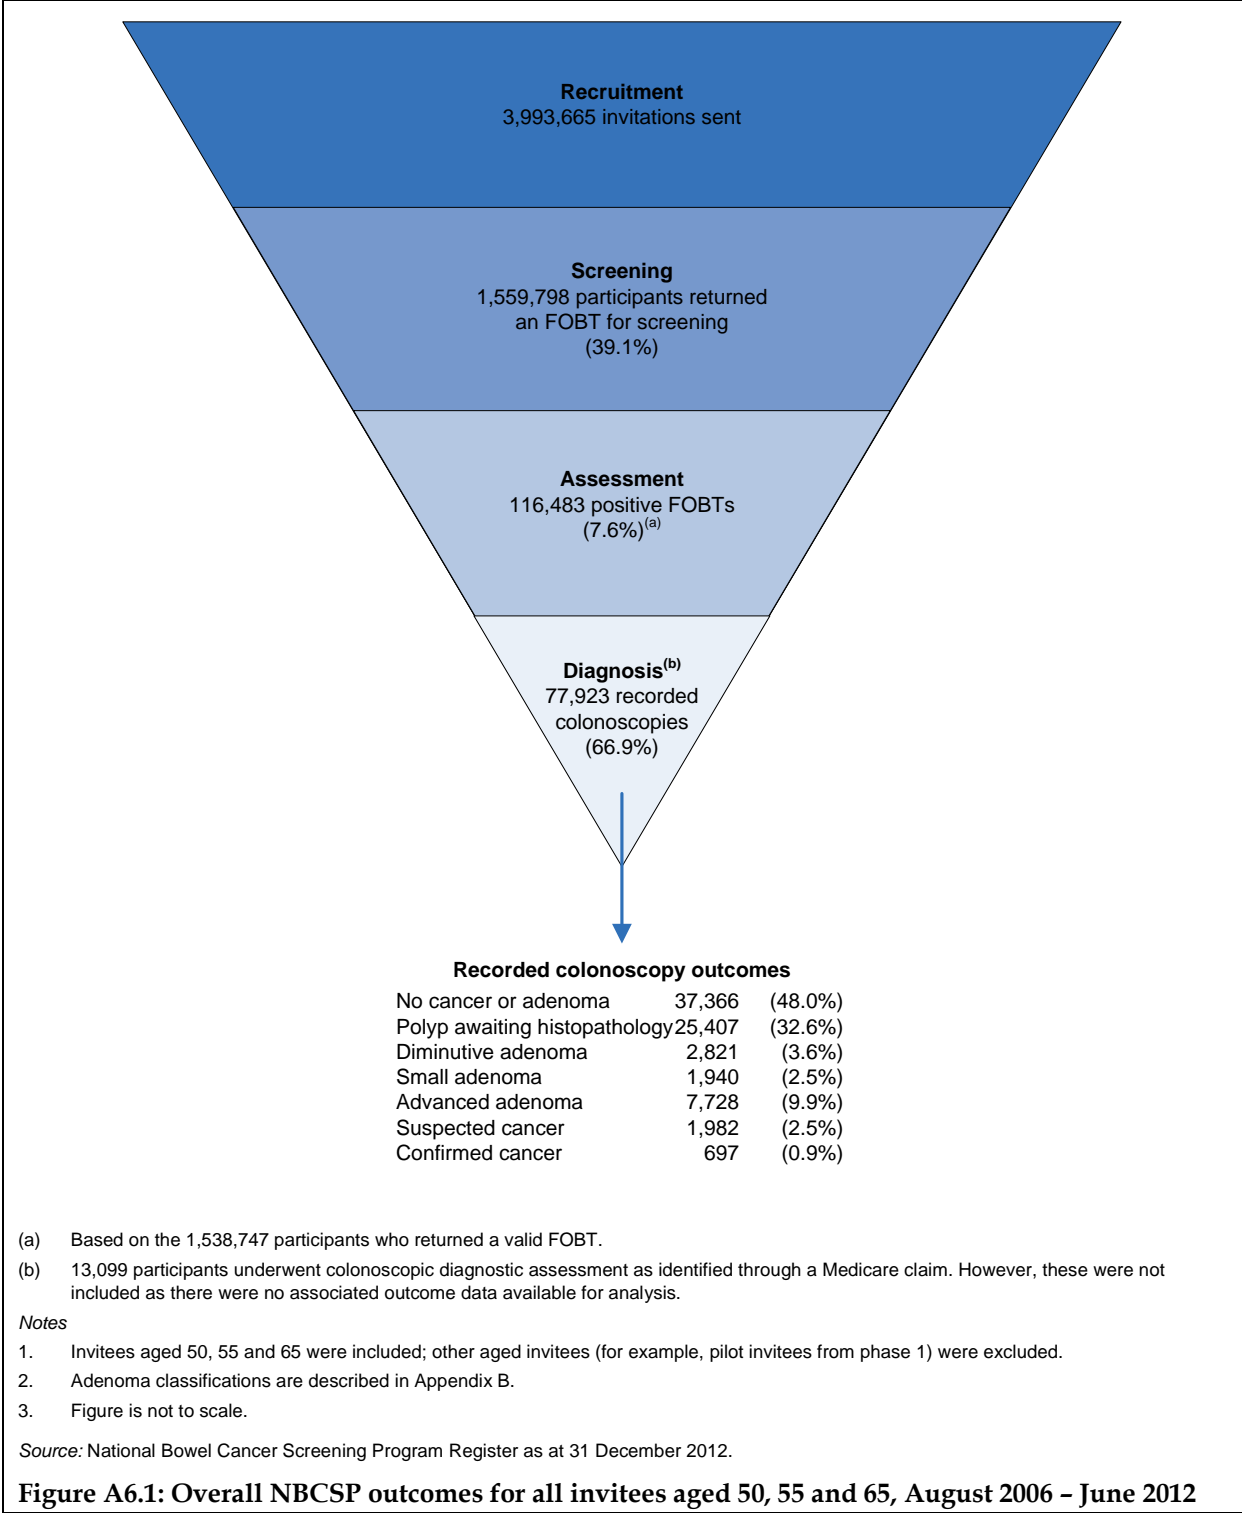 Recruitment
3,993,665 invitations sent
Screening
1,559,798 participants returned
an FOBT for screening
(39.1%)
Assessment
116,483 positive FOBTs
(7.6%)(a)
Diagnosis(b)
77,923 recorded
colonoscopies
(66.9%)
Recorded colonoscopy outcomes
No cancer or adenoma 37,366 (48.0%)
Polyp awaiting histopathology 25,407 (32.6%)
Diminutive adenoma 2,821 (3.6%)
Small adenoma 1,940 (2.5%)
Advanced adenoma 7,728 (9.9%)
Suspected cancer 1,982 (2.5%)
Confirmed cancer 697 (0.9%)
(a) Based on the 1,538,747 participants who returned a valid FOBT.
(b) 13,099 participants underwent colonoscopic diagnostic assessment as identified through a Medicare claim. However, these were not
included as there were no associated outcome data available for analysis.
Notes
1. Invitees aged 50, 55 and 65 were included; other aged invitees (for example, pilot invitees from phase 1) were excluded.
2. Adenoma classifications are described in Appendix B.
3. Figure is not to scale.
Source: National Bowel Cancer Screening Program Register as at 31 December 2012.
Figure A6.1: Overall NBCSP outcomes for all invitees aged 50, 55 and 65, August 2006 – June 2012